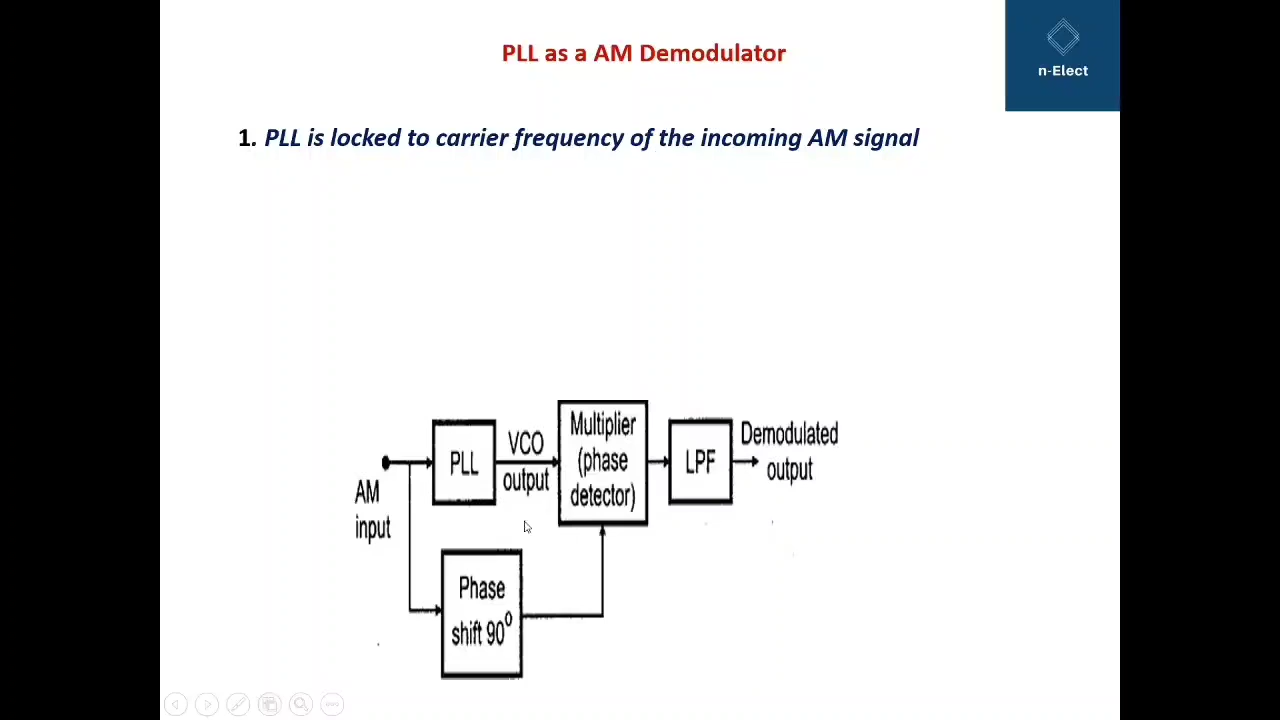 PLL as a AM Demodulator
n-Elect
1. PLL is locked to carrier frequency of the incoming AM signal
AM
input
PLL
VCO
output
Multiplier
(phase
detector)
LPF
Demodulated
output
Phase
shift 90°